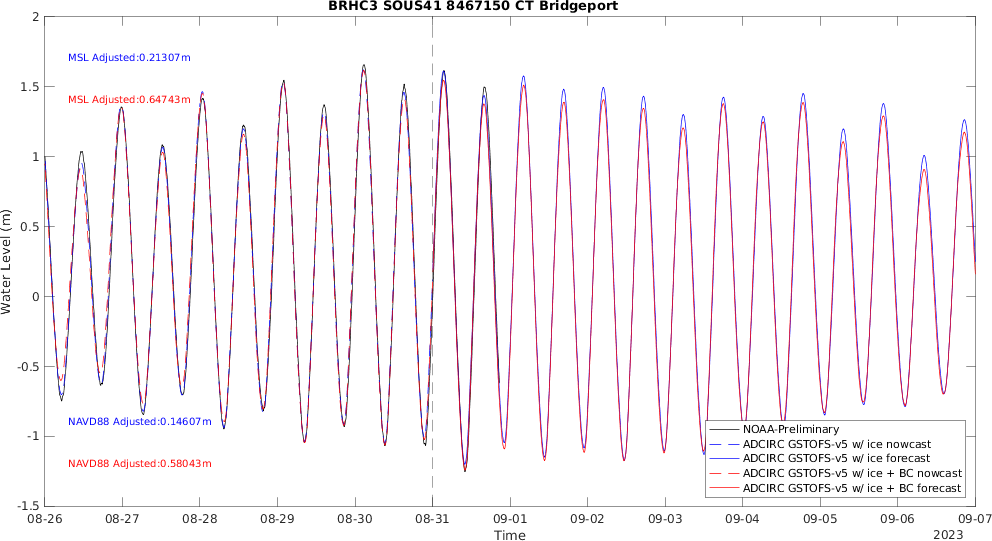 BRHC3 SOUS41 8467150 CT Bridgeport
2
1.5
1
0.5
0
-0.5
-1
-1.5
Water Level (m)
MSL Adjusted:0.21307m
MSL Adjusted:0.64743m
NAVD88 Adjusted:0.14607m
NAVD88 Adjusted:0.58043m
NOAA-Preliminary
ADCIRC GSTOFS-v5 w/ ice nowcast
ADCIRC GSTOFS-v5 w/ ice forecast
ADCIRC GSTOFS-v5 w/ ice + BC nowcast
ADCIRC GSTOFS-v5 w/ ice + BC forecast
08-26 08-27 08-28 08-29 08-30 08-31 09-01 09-02 09-03 09-04 09-05 09-06 09-07
Time
2023